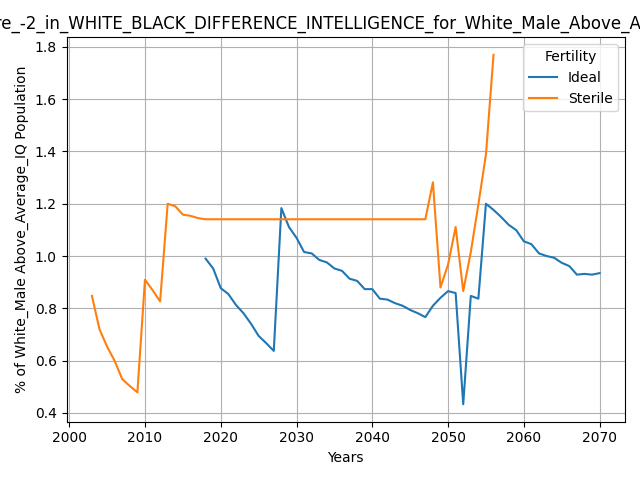 re_-2_in_WHITE_BLACK_DIFFERENCE_INTELLIGENCE_for_White_Male_Above_A
% of White_Male Above_Average_IQ Population
1.8
1.6
1.4
1.2
1.0
0.8
0.6
0.4
Fertility
Ideal
Sterile
2000 2010 2020 2030 2040 2050 2060 2070
Years